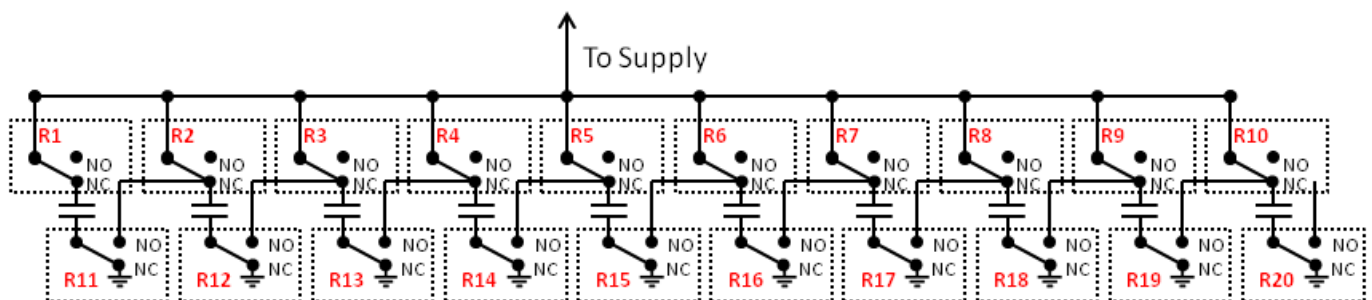 To Supply
R1 R2 R3 R4 R5 R6 R7 R8 R9 R10
NO NO NO NO NO NO NO NO NO NO
NC NC NC NC NC NC NC NC NC NC
NO NO NO NO NO NO NO NO NO NO
NC NC NC NC NC NC NC NC NC NC
R11 R12 R13 R14 R15 R16 R17 R18 R19 R20